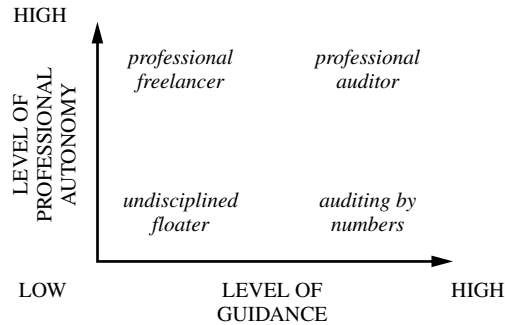 HIGH
professional
freelancer
professional
auditor
LEVEL OF
PROFESSIONAL
AUTONOMY
undisciplined
floater
auditing by
numbers
LOW
LEVEL OF
GUIDANCE
HIGH